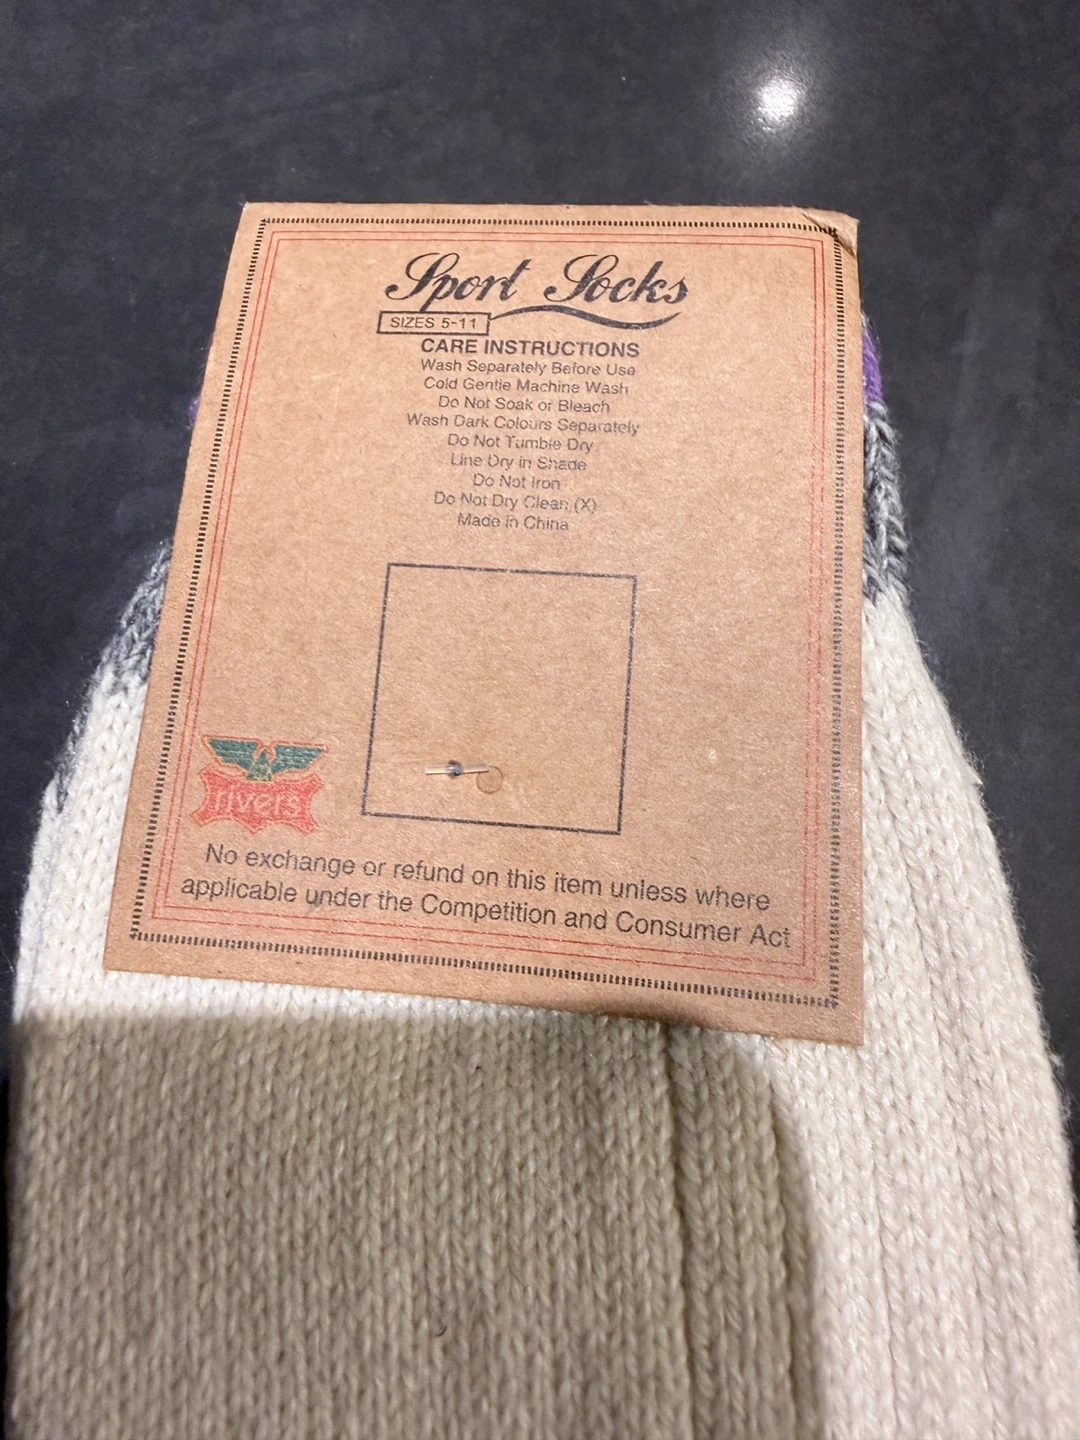 Sport Socks
SIZES 5-11
CARE INSTRUCTIONS
Wash Separately Before Use
Cold Gentle Machine Wash
Do Not Soak or Bleach
Wash Dark Colours Separately
Do Not Tumble Dry
Line Dry in Shade
Do Not Iron
Do Not Dry Clean (X)
Made in China
rivers
No exchange or refund on this item unless where
applicable under the Competition and Consumer Act